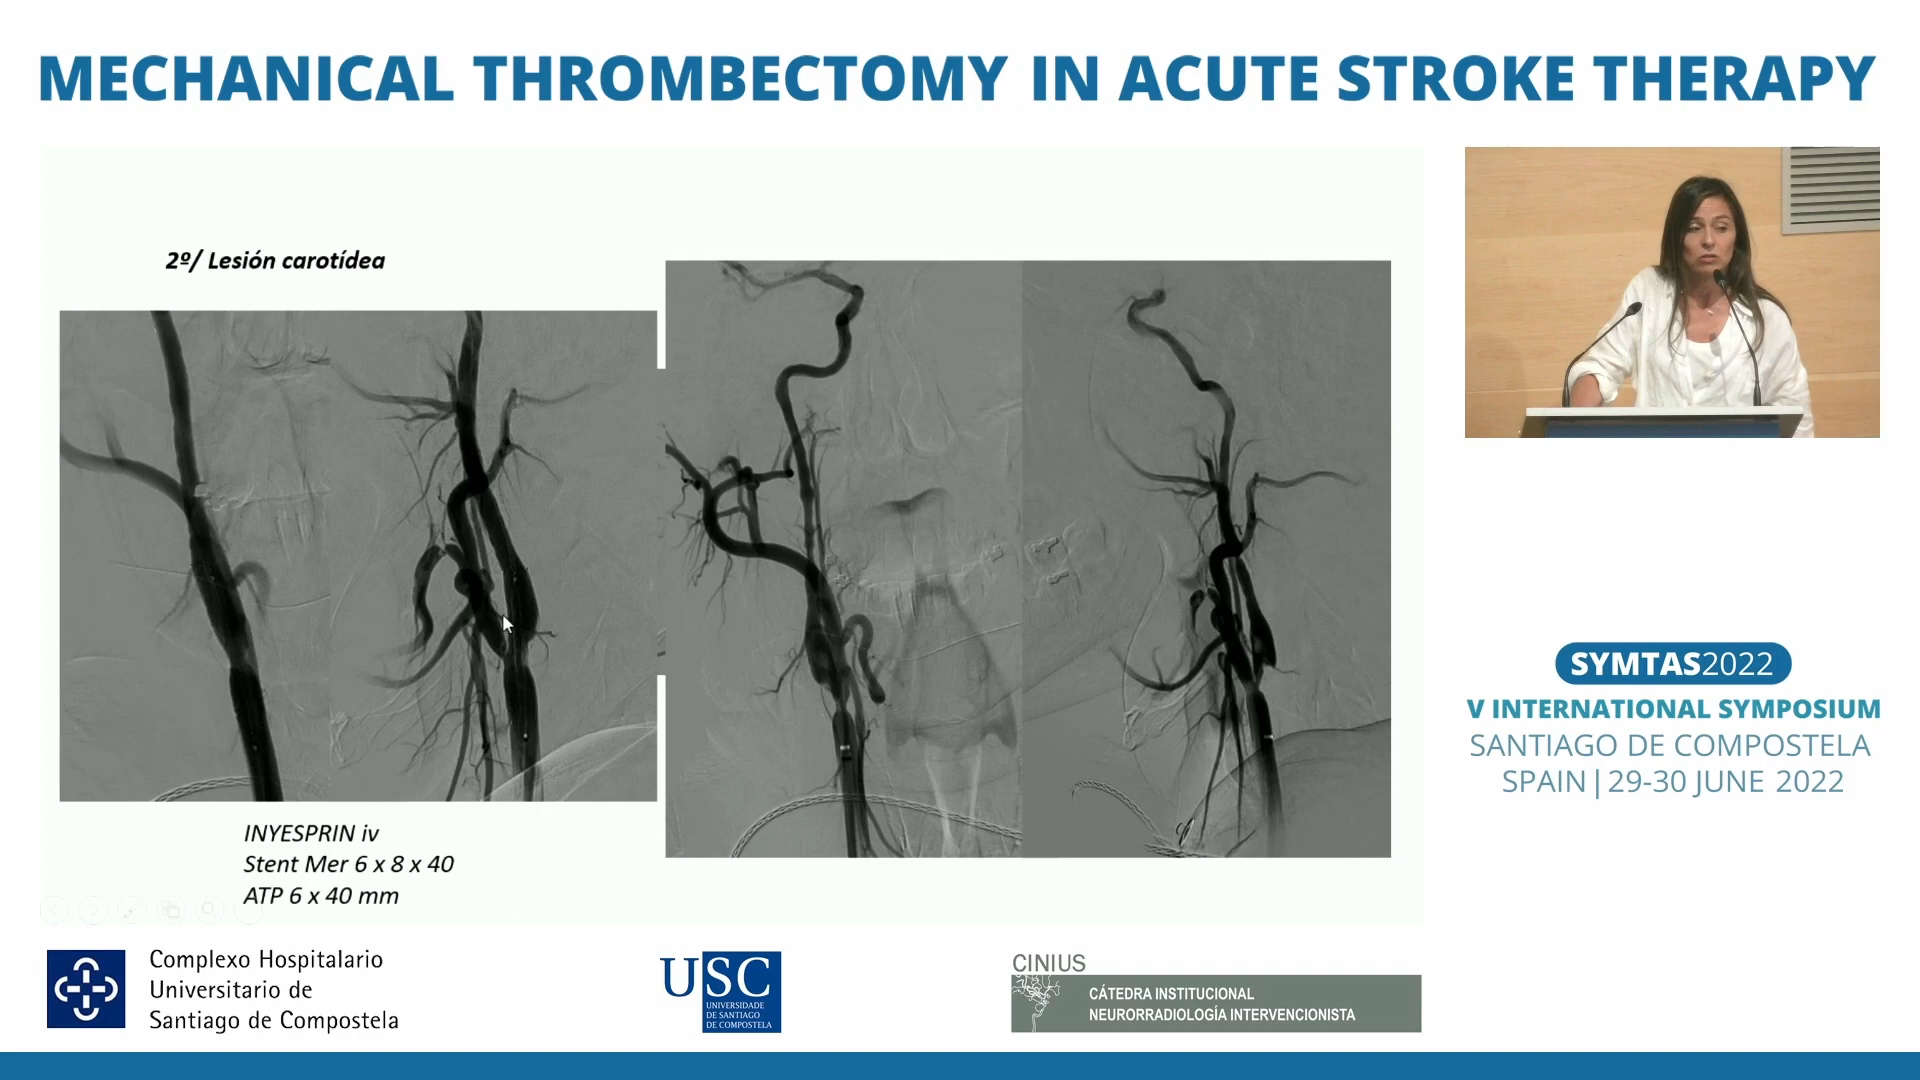 MECHANICAL THROMBECTOMY IN ACUTE STROKE THERAPY
2º/ Lesión carotídea
INYESPRIN iv
Stent Mer 6 x 8 x 40
ATP 6 x 40 mm
SYMTAS2022
V INTERNATIONAL SYMPOSIUM
SANTIAGO DE COMPOSTELA
SPAIN | 29-30 JUNE 2022
Complexo Hospitalario
Universitario de
Santiago de Compostela
USC
UNIVERSIDADE
DE SANTIAGO
DE COMPOSTELA
CINIUS
CÁTEDRA INSTITUCIONAL
NEURORRADIOLOGÍA INTERVENCIONISTA